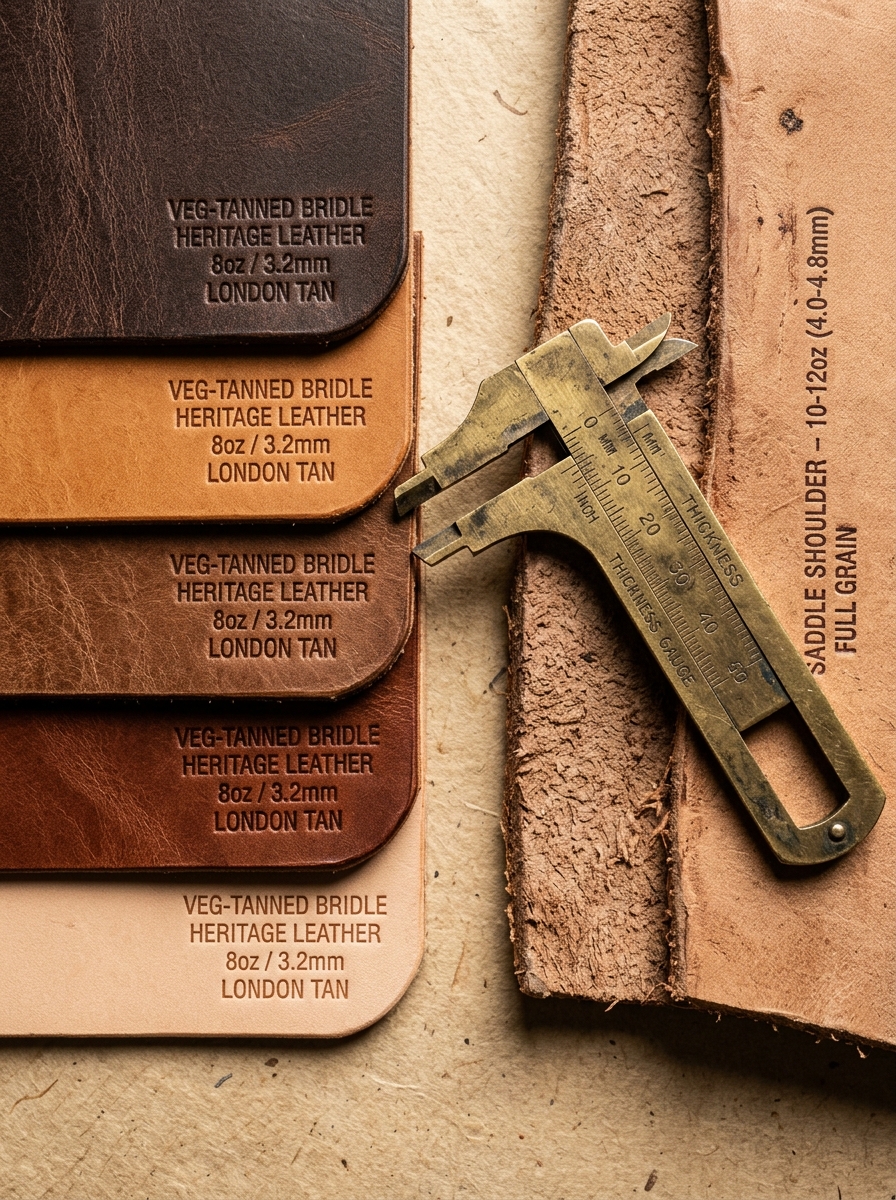 VEG-TANNED BRIDLE
HERITAGE LEATHER
8oz / 3.2mm
LONDON TAN
VEG-TANNED BRIDLE
HERITAGE LEATHER
8oz / 3.2mm
LONDON TAN
VEG-TANNED BRIDLE
HERITAGE LEATHER
8oz / 3.2mm
LONDON TAN
VEG-TANNED BRIDLE
HERITAGE LEATHER
8oz / 3.2mm
LONDON TAN
VEG-TANNED BRIDLE
HERITAGE LEATHER
8oz / 3.2mm
LONDON TAN
0 mm 10 20 30 40
MM
INCH
THICKNESS
THICKNESS GAUGE
SADDLE SHOULDER – 10-12oz (4.0-4.8mm)
FULL GRAIN